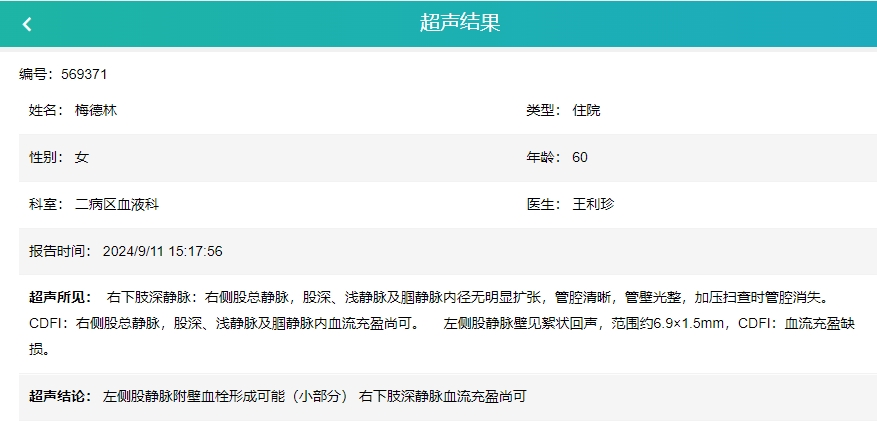 超声结果
编号：569371
姓名： 梅德林
类型： 住院
性别： 女
年龄： 60
科室： 二病区血液科
医生： 王利珍
报告时间： 2024/9/11 15:17:56
超声所见： 右下肢深静脉：右侧股总静脉，股深、浅静脉及腘静脉内径无明显扩张，管腔清晰，管壁光整，加压扫查时管腔消失。
CDFI：右侧股总静脉，股深、浅静脉及腘静脉内血流充盈尚可。 左侧股静脉壁见絮状回声，范围约6.9×1.5mm，CDFI：血流充盈缺
损。
超声结论： 左侧股静脉附壁血栓形成可能（小部分） 右下肢深静脉血流充盈尚可